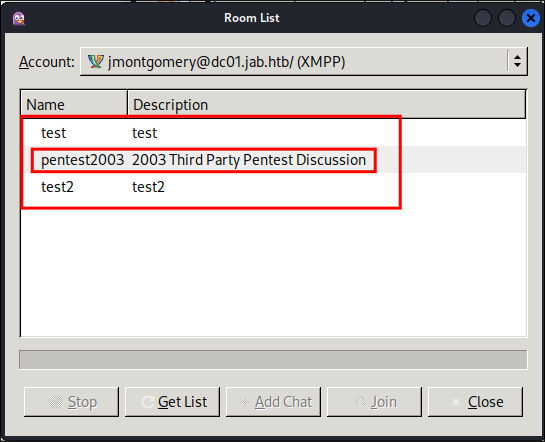 Room List
Account: jmontgomery@dc01.jab.htb/ (XMPP)
Name Description
test test
pentest2003 2003 Third Party Pentest Discussion
test2 test2
Stop Get List Add Chat Join Close